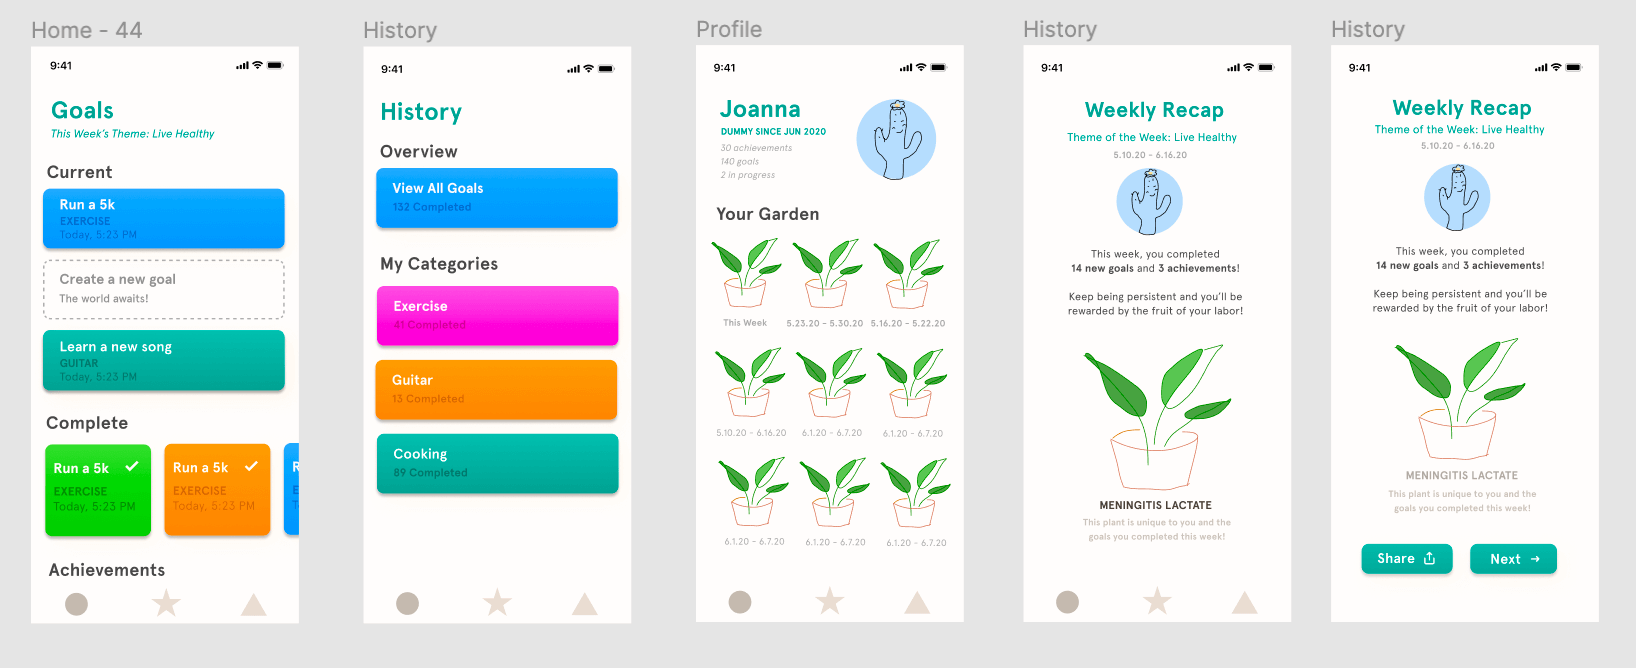 Home - 44
9:41
Goals
This Week's Theme: Live Healthy
Current
Run a 5k
EXERCISE
Today, 5:23 PM
Create a new goal
The world awaits!
Learn a new song
GUITAR
Today, 5:23 PM
Complete
Run a 5k
EXERCISE
Today, 5:23 PM
Run a 5k
EXERCISE
Today, 5:23 PM
R
E
T
Achievements
History
9:41
History
Overview
View All Goals
132 Completed
My Categories
Exercise
41 Completed
Guitar
13 Completed
Cooking
89 Completed
Profile
9:41
Joanna
DUMMY SINCE JUN 2020
30 achievements
140 goals
2 in progress
Your Garden
This Week 5.23.20 - 5.30.20 5.16.20 - 5.22.20
5.10.20 - 6.16.20 6.1.20 - 6.7.20 6.1.20 - 6.7.20
6.1.20 - 6.7.20 6.1.20 - 6.7.20 6.1.20 - 6.7.20
History
9:41
Weekly Recap
Theme of the Week: Live Healthy
5.10.20 - 6.16.20
This week, you completed
14 new goals and 3 achievements!
Keep being persistent and you'll be
rewarded by the fruit of your labor!
MENINGITIS LACTATE
This plant is unique to you and the
goals you completed this week!
History
9:41
Weekly Recap
Theme of the Week: Live Healthy
5.10.20 - 6.16.20
This week, you completed
14 new goals and 3 achievements!
Keep being persistent and you'll be
rewarded by the fruit of your labor!
MENINGITIS LACTATE
This plant is unique to you and the
goals you completed this week!
Share
Next →